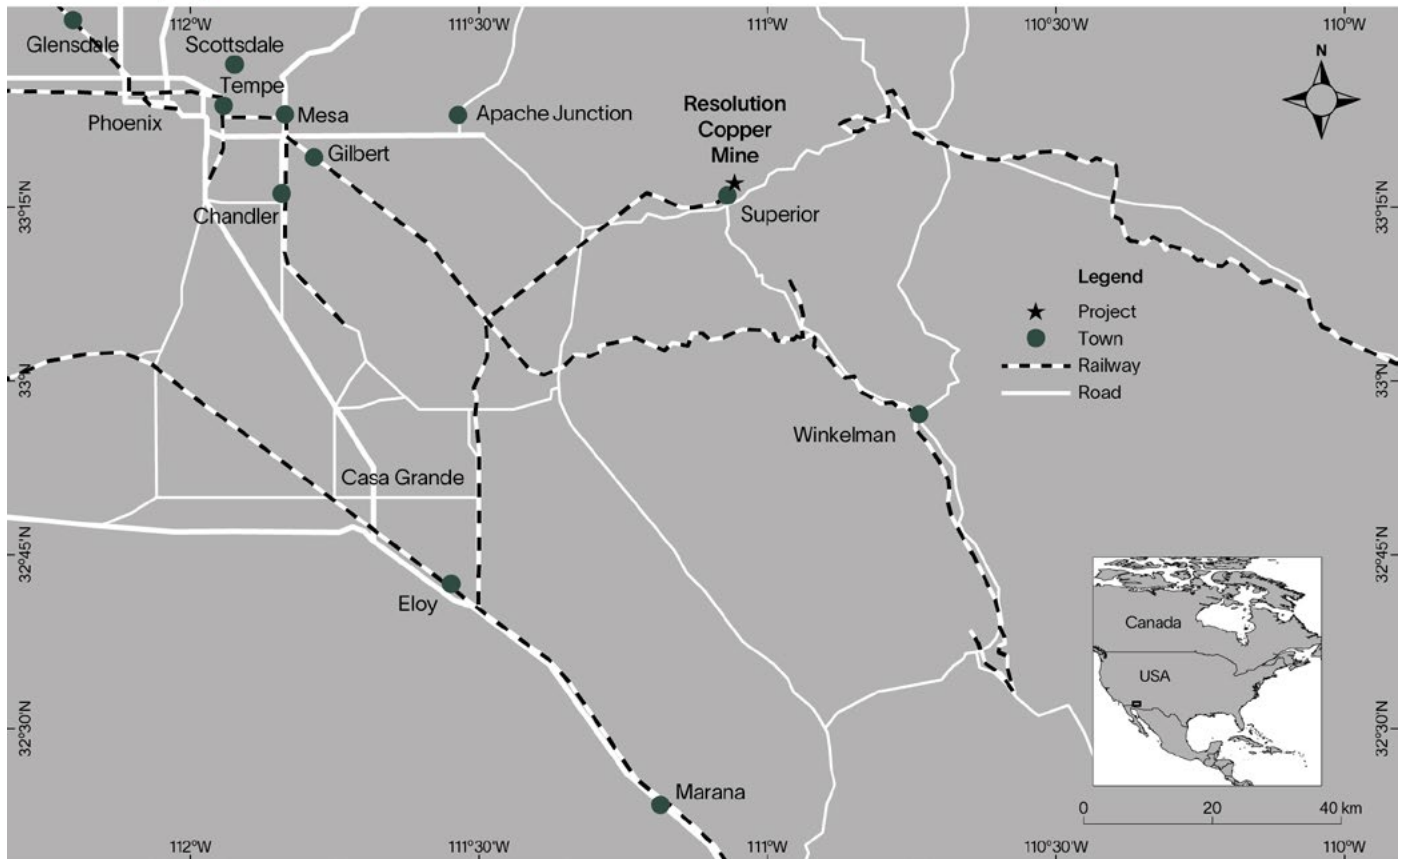 112°W
111°30'W
111°W
110°30'W
110°W
Glensdale
Scottsdale
N
Tempe
Phoenix
Mesa
Apache Junction
Resolution
Copper
Mine
Gilbert
Chandler
Superior
33°15'N
33°15'N
Legend
Project
Town
Railway
Road
33°N
33°N
Winkelman
Casa Grande
32°45'N
32°45'N
Eloy
Canada
USA
32°30'N
32°30'N
Marana
0
20
40 km
112°W
111°30'W
111°W
110°30'W
110°W